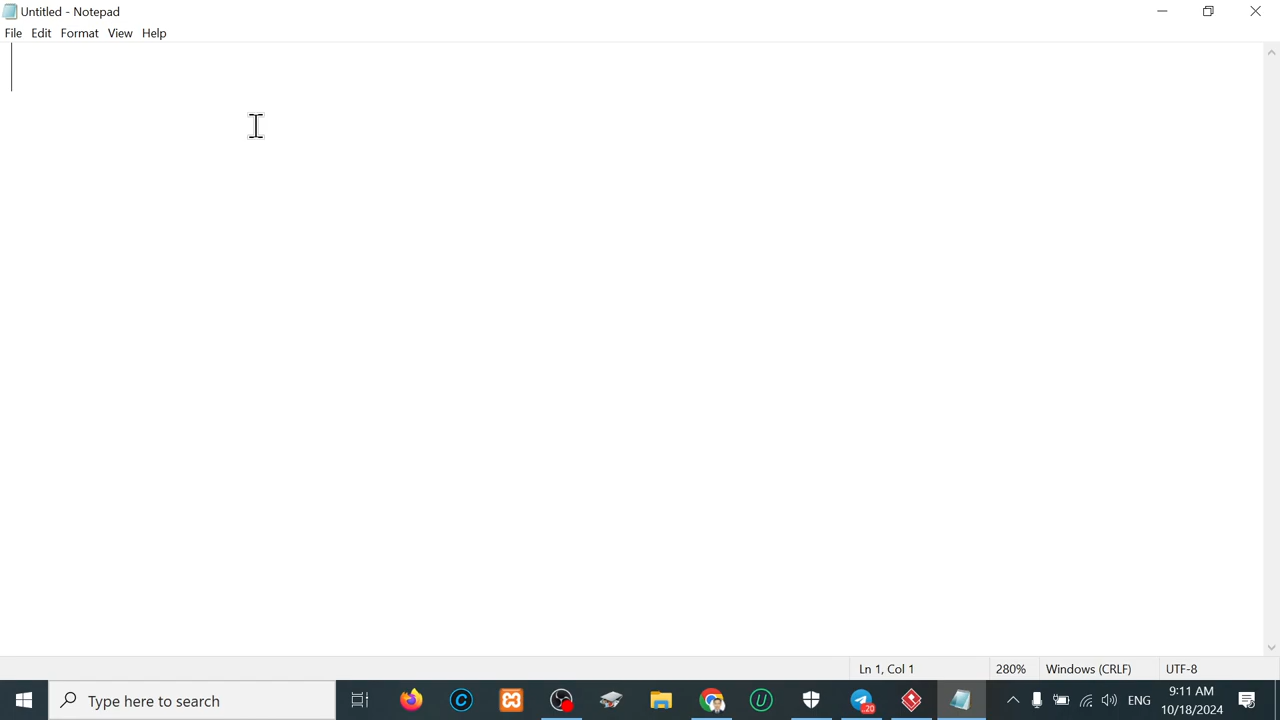 Untitled - Notepad
File Edit Format View Help
Ln 1, Col 1 280% Windows (CRLF) UTF-8
Type here to search
20
ENG
9:11 AM
10/18/2024